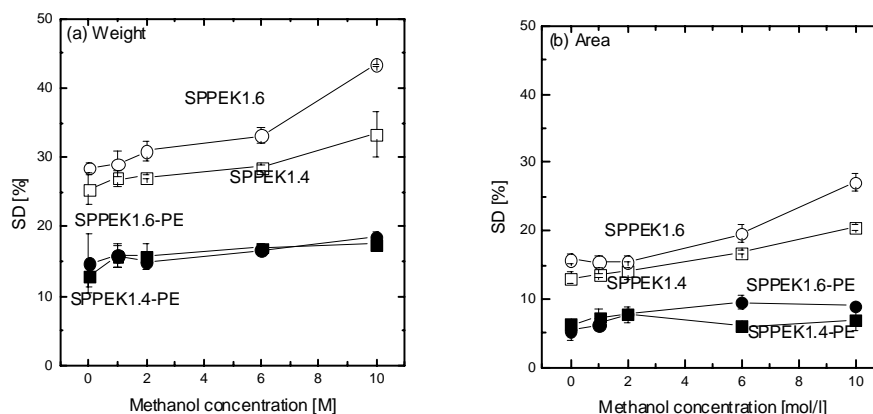 (a) Weight
50
40
30
20
10
0
SD [%]
SPPEK1.6
SPPEK1.4
SPPEK1.6-PE
SPPEK1.4-PE
0 2 4 6 8 10
Methanol concentration [M]
(b) Area
50
40
30
20
10
0
SD [%]
SPPEK1.6
SPPEK1.4
SPPEK1.6-PE
SPPEK1.4-PE
0 2 4 6 8 10
Methanol concentration [mol/l]